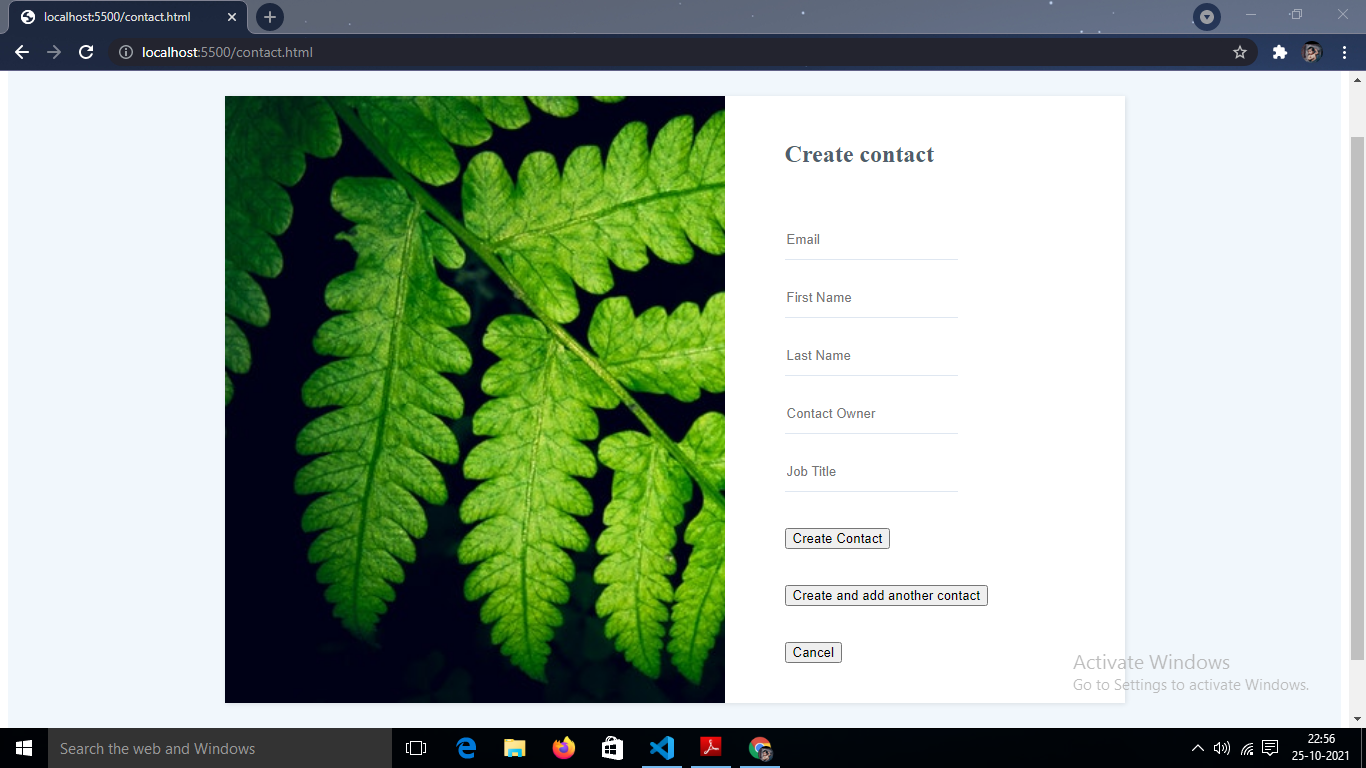 localhost:5500/contact.html
localhost:5500/contact.html
Create contact
Email
First Name
Last Name
Contact Owner
Job Title
Create Contact
Create and add another contact
Cancel
Activate Windows
Go to Settings to activate Windows.
Search the web and Windows
22:56
25-10-2021